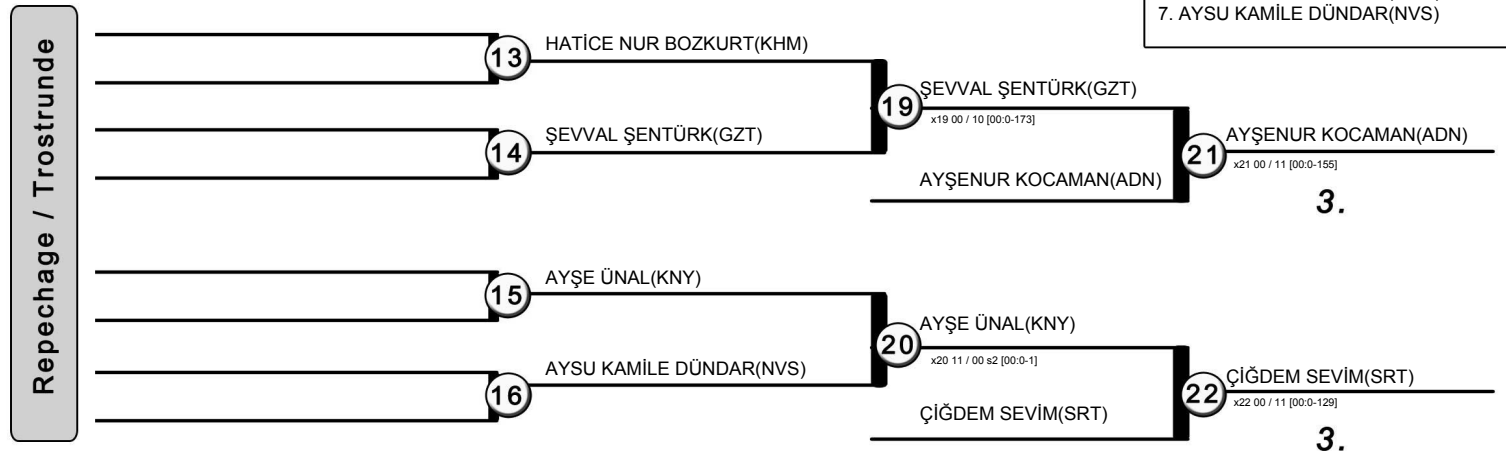 7. AYSU KAMİLE DÜNDAR(NVS)
Repechage / Trostrunde
13
HATİCE NUR BOZKURT(KHM)
14
ŞEVVAL ŞENTÜRK(GZT)
19
ŞEVVAL ŞENTÜRK(GZT)
x19 00 / 10 [00:0-173]
AYŞENUR KOCAMAN(ADN)
21
AYŞENUR KOCAMAN(ADN)
x21 00 / 11 [00:0-155]
3.
15
AYŞE ÜNAL(KNY)
16
AYSU KAMİLE DÜNDAR(NVS)
20
AYŞE ÜNAL(KNY)
x20 11 / 00 s2 [00:0-1]
ÇİĞDEM SEVİM(SRT)
22
ÇİĞDEM SEVİM(SRT)
x22 00 / 11 [00:0-129]
3.